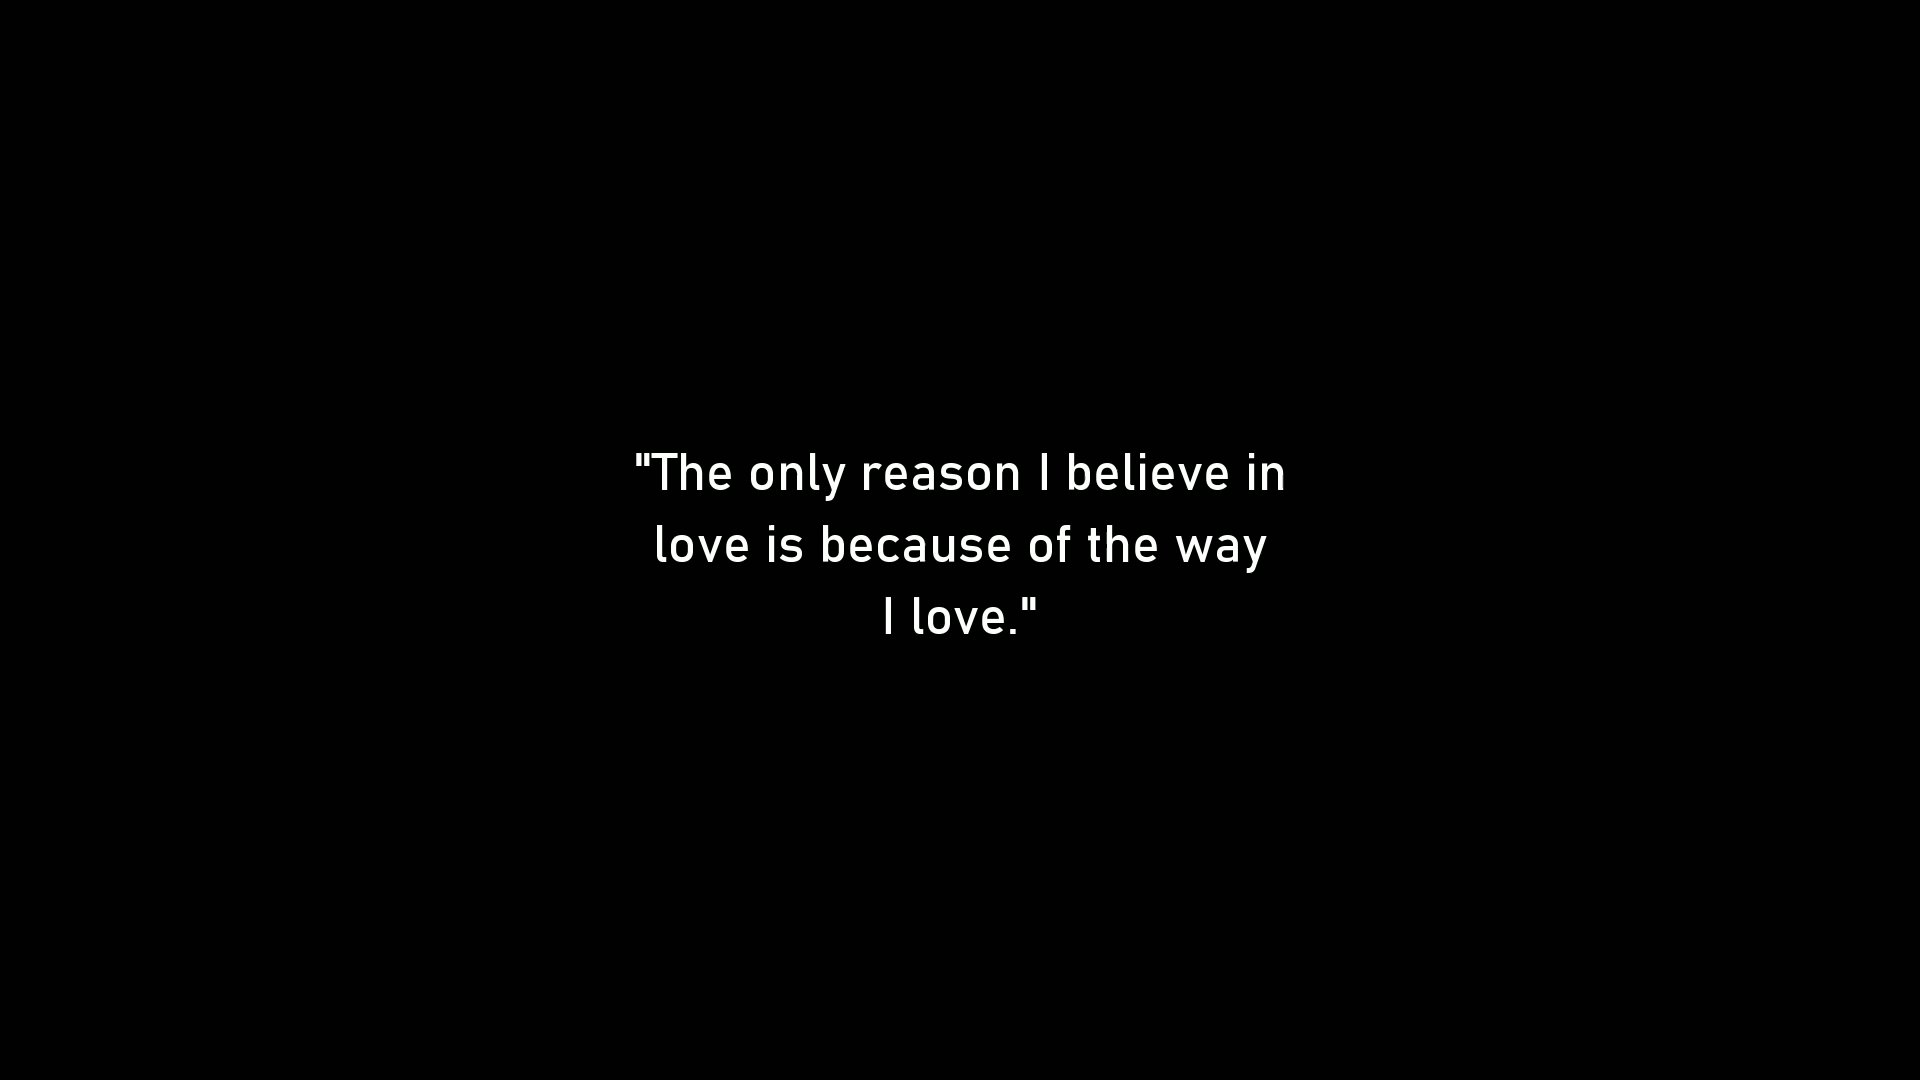 "The only reason I believe in
love is because of the way
I love."